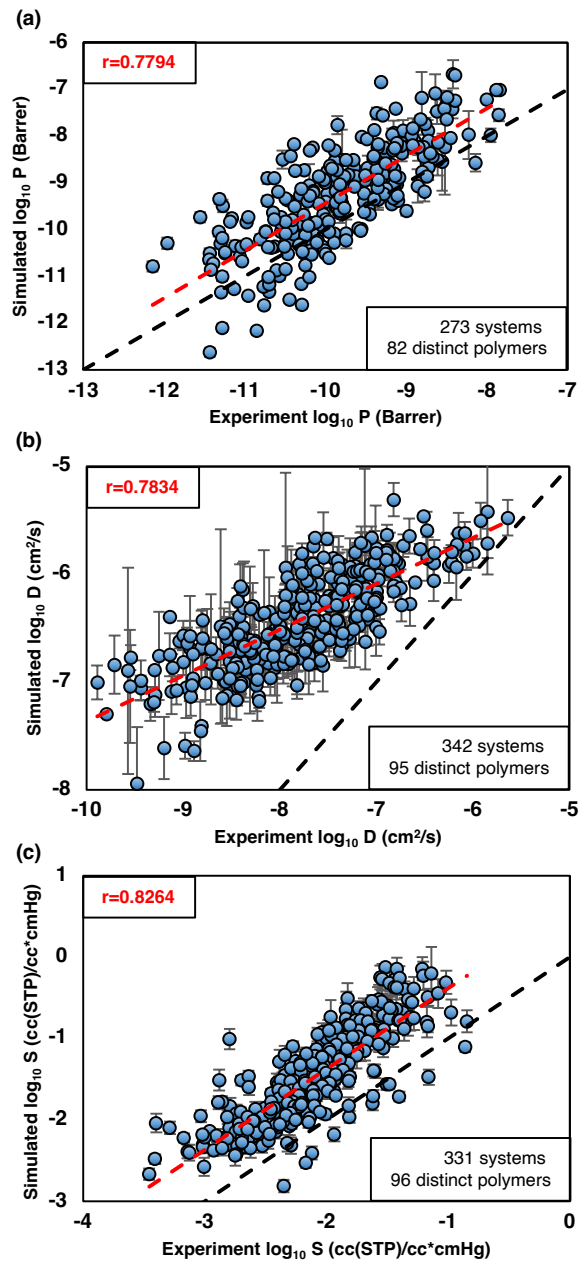 (a)
-6
r=0.7794
-7
-8
-9
-10
-11
-12
-13
Simulated log10 P (Barrer)
273 systems
82 distinct polymers
-13 -12 -11 -10 -9 -8 -7
Experiment log10 P (Barrer)
(b)
-5
r=0.7834
-6
-7
-8
Simulated log10 D (cm²/s)
342 systems
95 distinct polymers
-10 -9 -8 -7 -6 -5
Experiment log10 D (cm²/s)
(c)
1
r=0.8264
0
-1
-2
-3
Simulated log10 S (cc(STP)/cc*cmHg)
331 systems
96 distinct polymers
-4 -3 -2 -1 0
Experiment log10 S (cc(STP)/cc*cmHg)